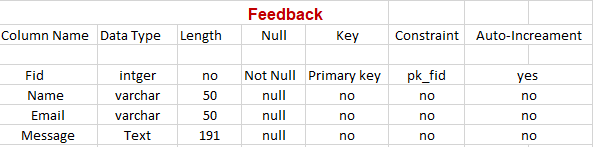 Feedback
Column Name Data Type Length Null Key Constraint Auto-Increament
Fid intger no Not Null Primary key pk_fid yes
Name varchar 50 null no no no
Email varchar 50 null no no no
Message Text 191 null no no no